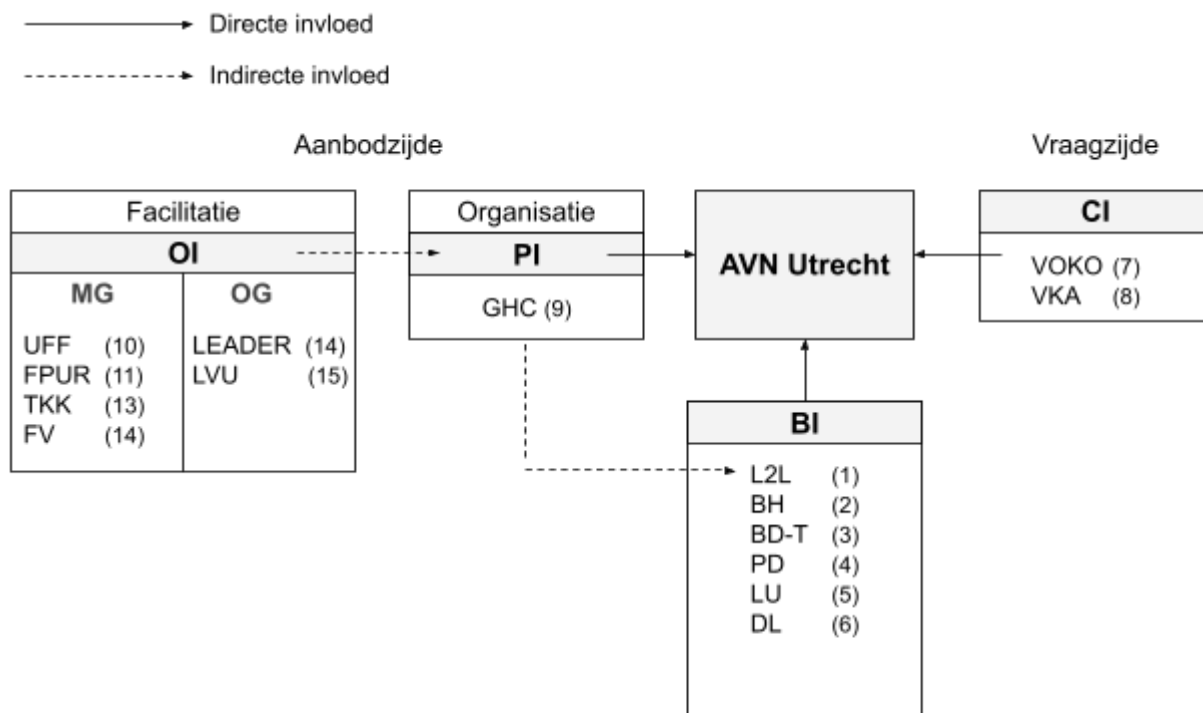 Directe invloed
Indirecte invloed
Aanbodzijde
Vraagzijde
Facilitatie
OI
MG
UFF (10)
FPUR (11)
TKK (13)
FV (14)
OG
LEADER (14)
LVU (15)
Organisatie
PI
GHC (9)
AVN Utrecht
CI
VOKO (7)
VKA (8)
BI
L2L (1)
BH (2)
BD-T (3)
PD (4)
LU (5)
DL (6)